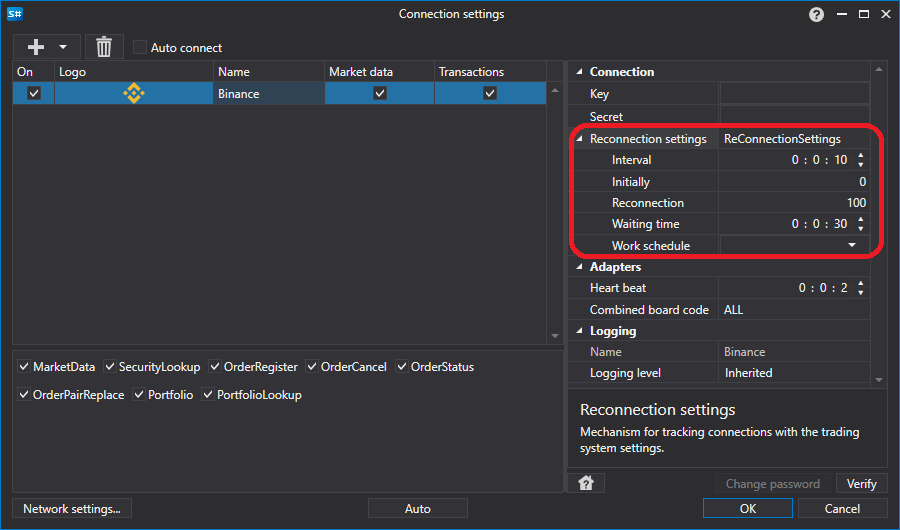 S#
Connection settings
?
Auto connect
On Logo Name Market data Transactions
Binance
Connection
Key
Secret
Reconnection settings ReConnectionSettings
Interval 0 : 0 : 10
Initially 0
Reconnection 100
Waiting time 0 : 0 : 30
Work schedule
Adapters
Heart beat 0 : 0 : 2
Combined board code ALL
Logging
Name Binance
Logging level Inherited
MarketData SecurityLookup OrderRegister OrderCancel OrderStatus
OrderPairReplace Portfolio PortfolioLookup
Reconnection settings
Mechanism for tracking connections with the trading
system settings.
? Change password Verify
Network settings... Auto OK Cancel